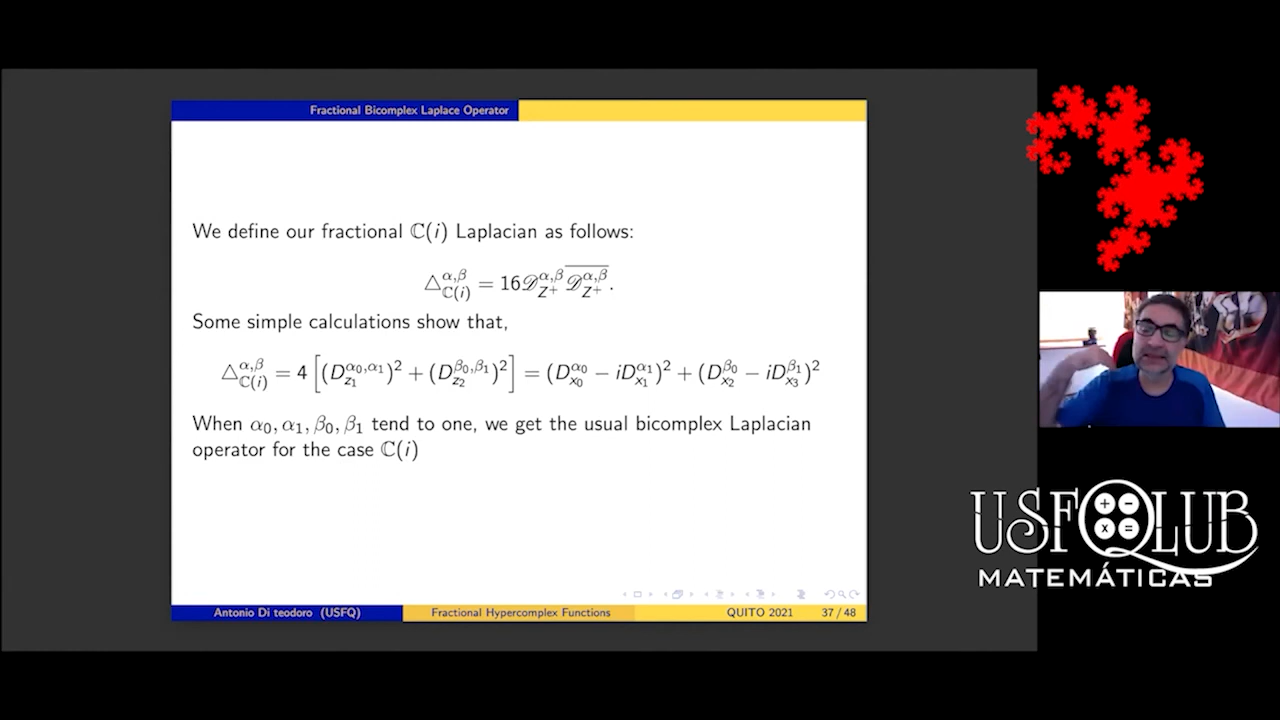 Fractional Bicomplex Laplace Operator
We define our fractional ℂ(i) Laplacian as follows:
△^{α,β}_{ℂ(i)} = 16𝒟^{α,β}_{Z^+} \overline{𝒟^{α,β}_{Z^+}}.
Some simple calculations show that,
△^{α,β}_{ℂ(i)} = 4 [(D^{α₀,α₁}_{z₁})² + (D^{β₀,β₁}_{z₂})²] = (D^{α₀}_{x₀} − iD^{α₁}_{x₁})² + (D^{β₀}_{x₂} − iD^{β₁}_{x₃})²
When α₀, α₁, β₀, β₁ tend to one, we get the usual bicomplex Laplacian
operator for the case ℂ(i)
Antonio Di teodoro (USFQ) Fractional Hypercomplex Functions QUITO 2021 37 / 48
USFQLUB
+ −
x =
MATEMÁTICAS